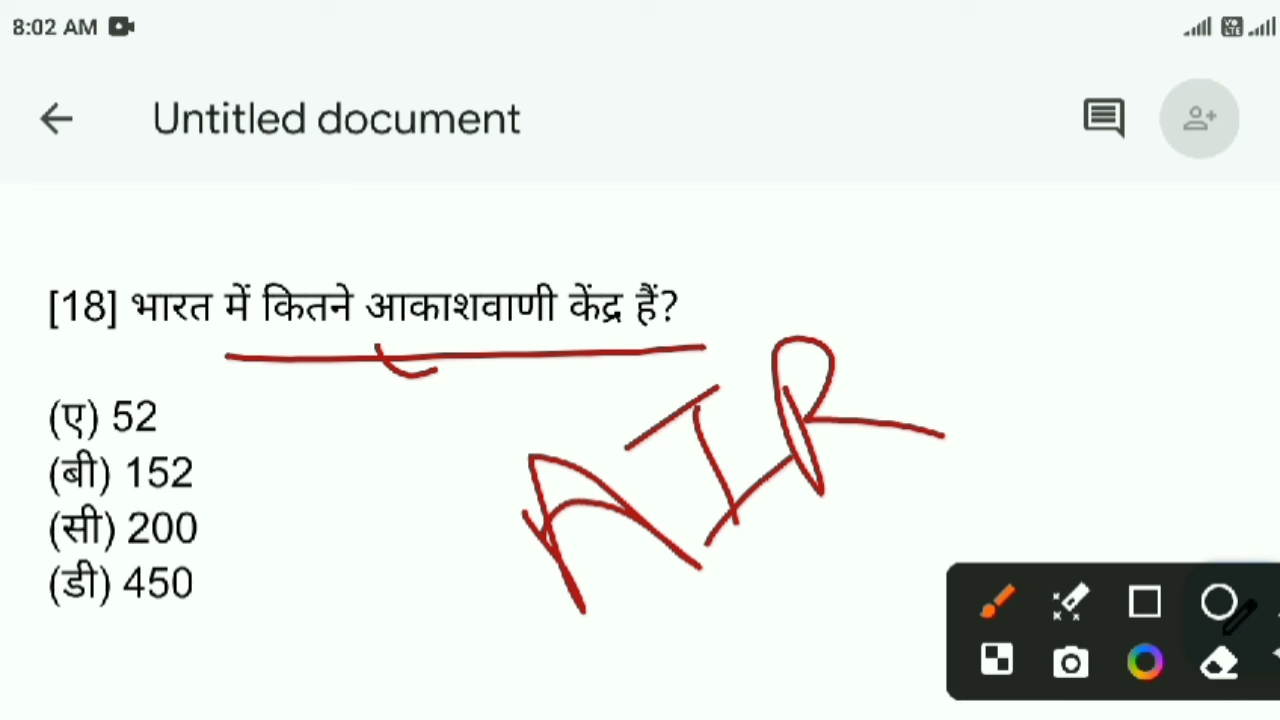 8:02 AM
Untitled document
[18] भारत में कितने आकाशवाणी केंद्र हैं?
(ए) 52
(बी) 152
(सी) 200
(डी) 450
AIR